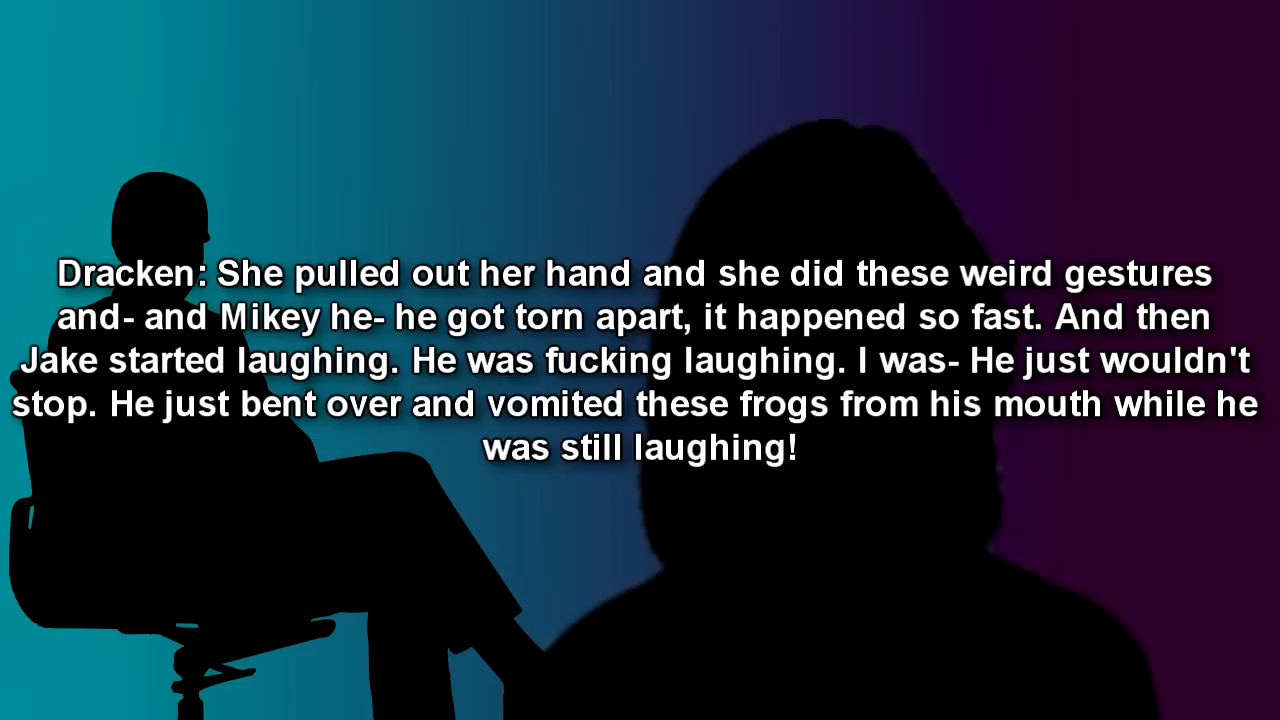 Dracken: She pulled out her hand and she did these weird gestures
and- and Mikey he- he got torn apart, it happened so fast. And then
Jake started laughing. He was fucking laughing. I was- He just wouldn't
stop. He just bent over and vomited these frogs from his mouth while he
was still laughing!